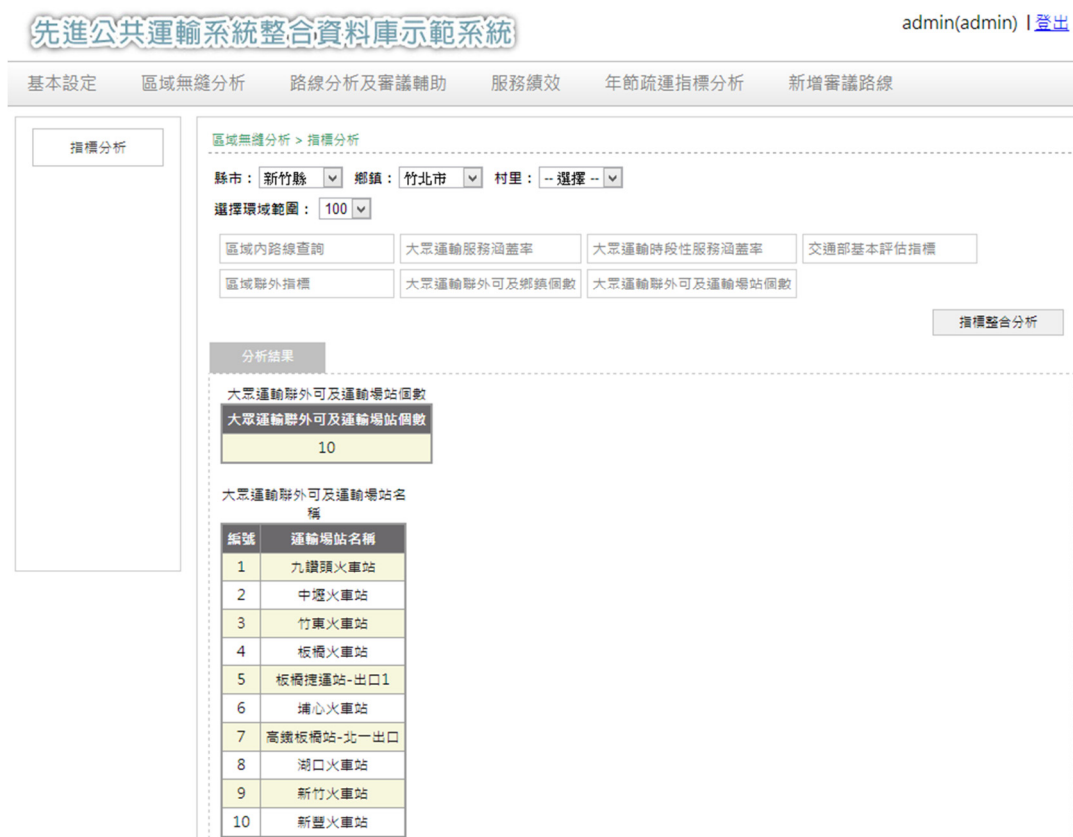 先進公共運輸系統整合資料庫示範系統
admin(admin) | 登出
基本設定 區域無縫分析 路線分析及審議輔助 服務績效 年節疏運指標分析 新增審議路線
指標分析
區域無縫分析 > 指標分析
縣市： 新竹縣 鄉鎮： 竹北市 村里： -- 選擇 --
選擇環域範圍： 100
區域內路線查詢 大眾運輸服務涵蓋率 大眾運輸時段性服務涵蓋率 交通部基本評估指標
區域聯外指標 大眾運輸聯外可及鄉鎮個數 大眾運輸聯外可及運輸場站個數
指標整合分析
分析結果
大眾運輸聯外可及運輸場站個數
大眾運輸聯外可及運輸場站個數
10
大眾運輸聯外可及運輸場站名
稱
編號 運輸場站名稱
1 九讚頭火車站
2 中壢火車站
3 竹東火車站
4 板橋火車站
5 板橋捷運站-出口1
6 埔心火車站
7 高鐵板橋站-北一出口
8 湖口火車站
9 新竹火車站
10 新豐火車站